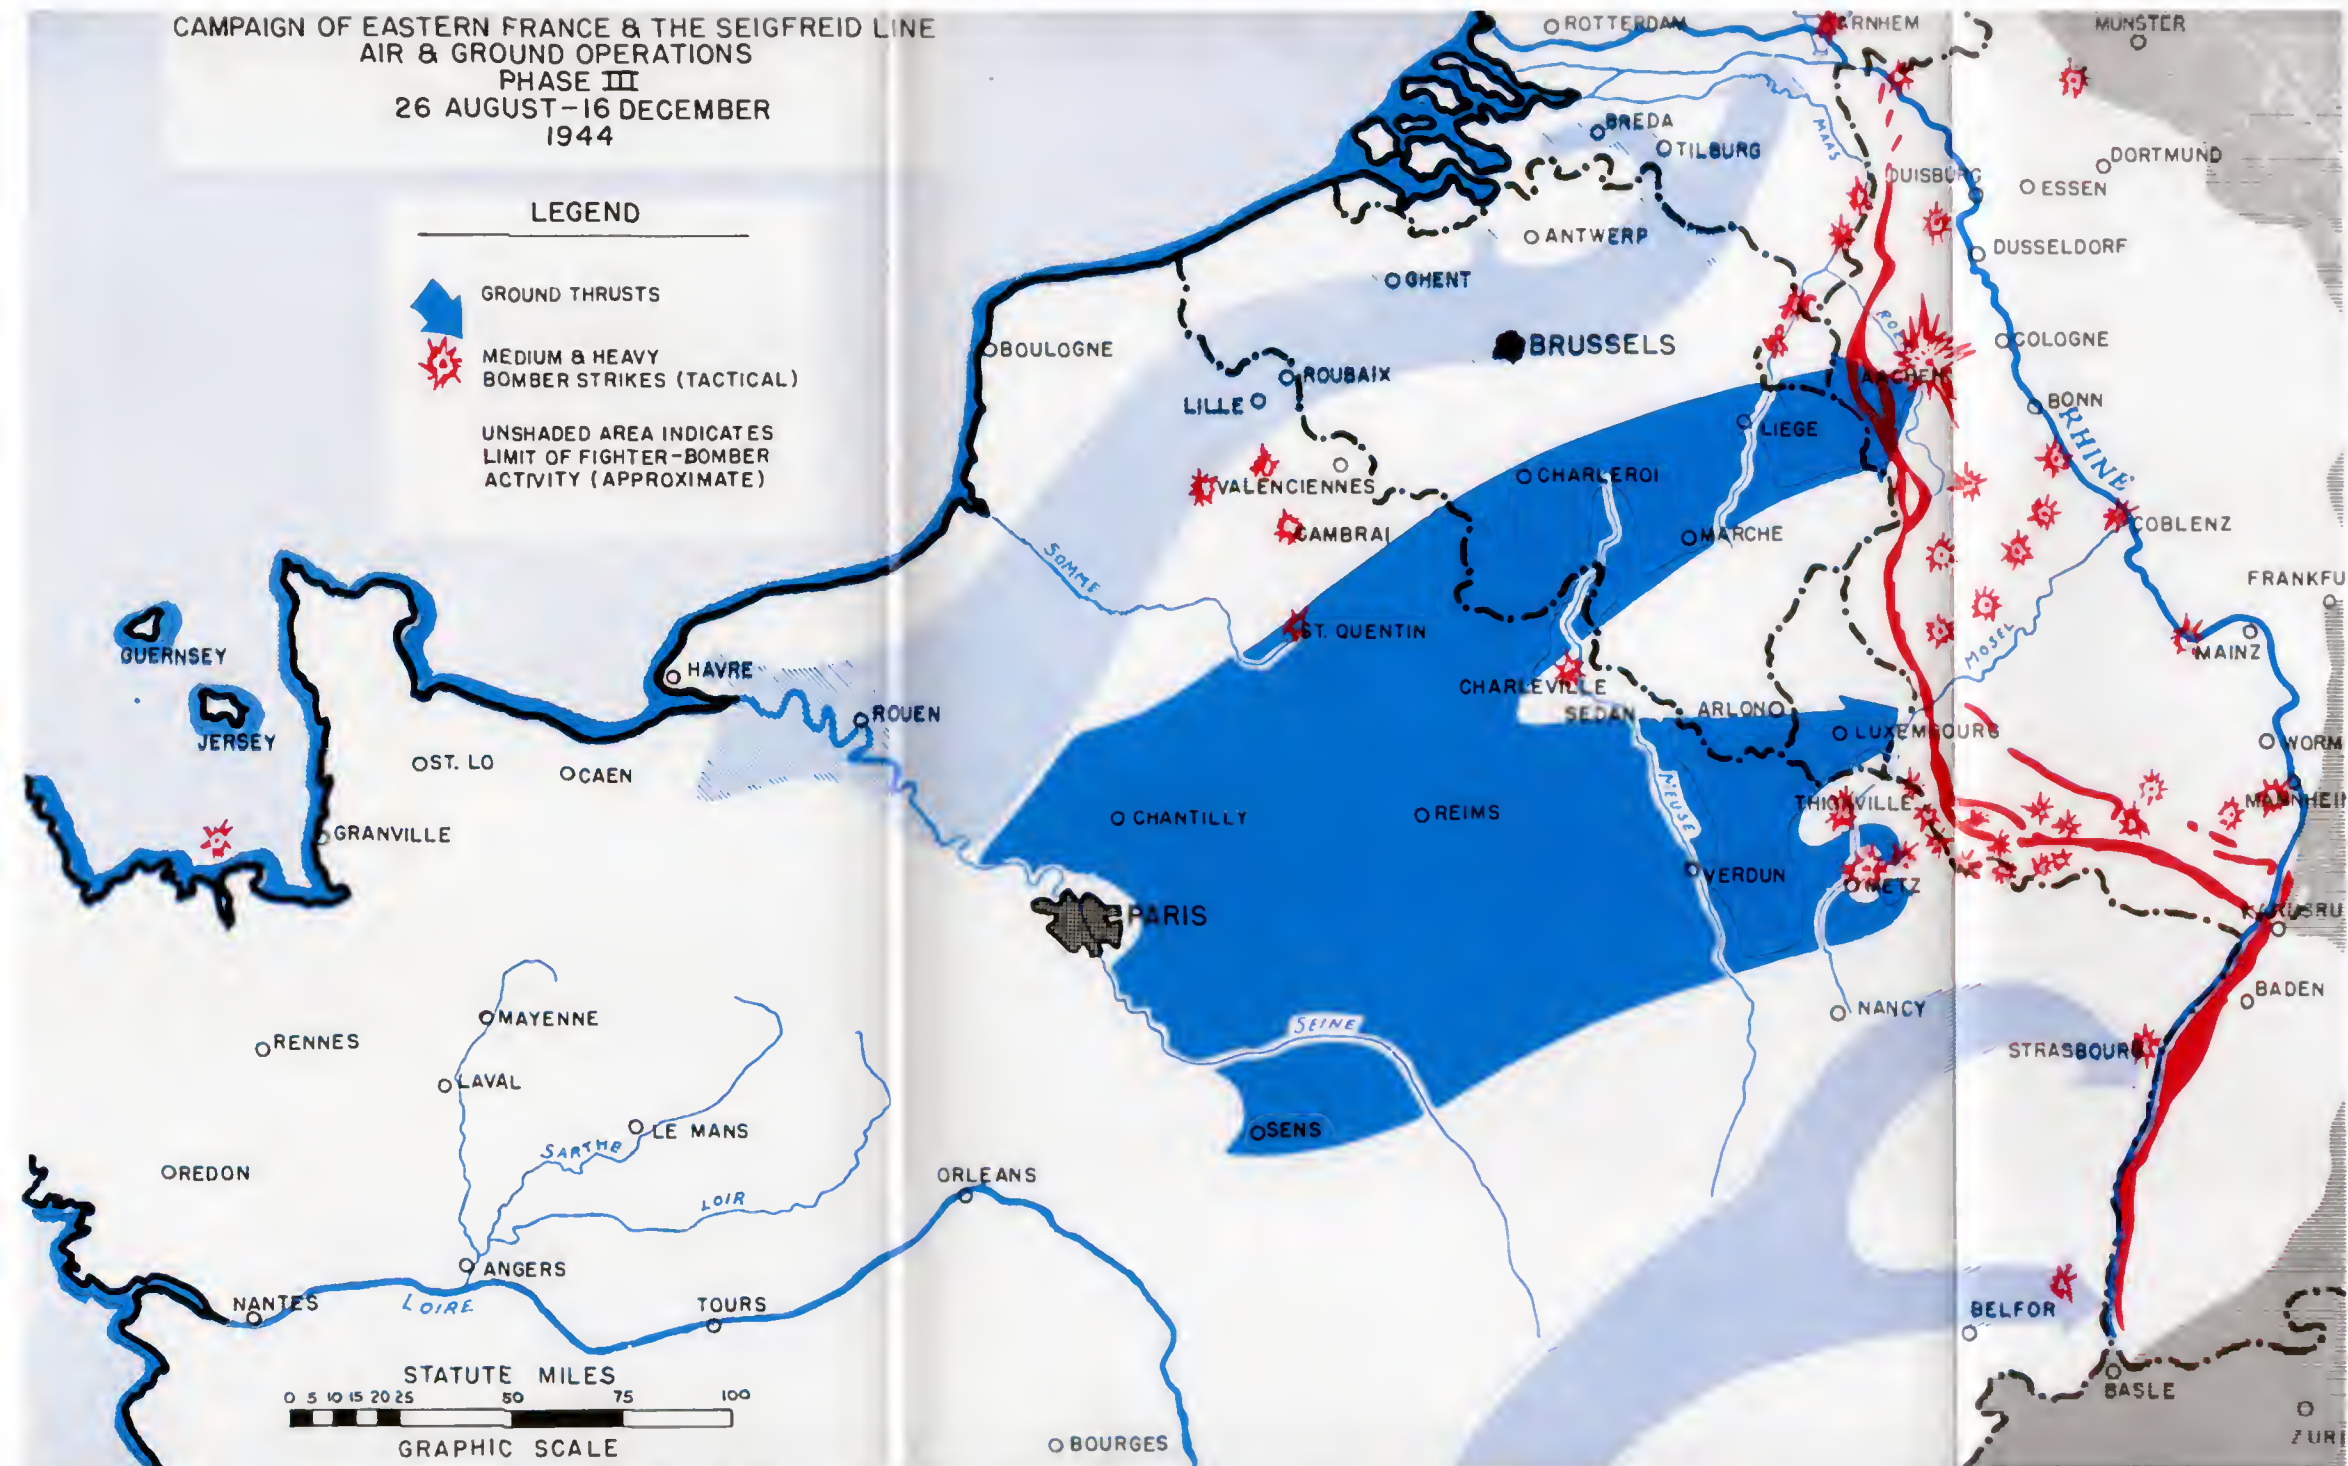 CAMPAIGN OF EASTERN FRANCE & THE SEIGFREID LINE
AIR & GROUND OPERATIONS
PHASE III
26 AUGUST-16 DECEMBER
1944
LEGEND
GROUND THRUSTS
MEDIUM & HEAVY
BOMBER STRIKES (TACTICAL)
UNSHADED AREA INDICATES
LIMIT OF FIGHTER-BOMBER
ACTIVITY (APPROXIMATE)
ROTTERDAM
ARNHEM
MUNSTER
BREDA
TILBURG
MAAS
DORTMUND
DUISBURG
ESSEN
ANTWERP
DUSSELDORF
GHENT
ROER
BOULOGNE
BRUSSELS
COLOGNE
ROUBAIX
AACHEN
LILLE
BONN
LIEGE
RHINE
VALENCIENNES
CHARLEROI
CAMBRAI
MARCHE
COBLENZ
SOMME
FRANKFU
ST. QUENTIN
MOSEL
MAINZ
GUERNSEY
HAVRE
CHARLEVILLE
SEDAN
ARLON
JERSEY
ROUEN
LUXEMBOURG
WORM
ST. LO
CAEN
MEUSE
THIONVILLE
MANNHEIM
CHANTILLY
REIMS
GRANVILLE
VERDUN
METZ
PARIS
KARLSRU
BADEN
MAYENNE
NANCY
SEINE
RENNES
STRASBOURG
LAVAL
LE MANS
SARTHE
SENS
REDON
ORLEANS
LOIR
ANGERS
NANTES
LOIRE
TOURS
BELFOR
STATUTE MILES
0 5 10 15 20 25 50 75 100
GRAPHIC SCALE
BASLE
BOURGES
ZURI